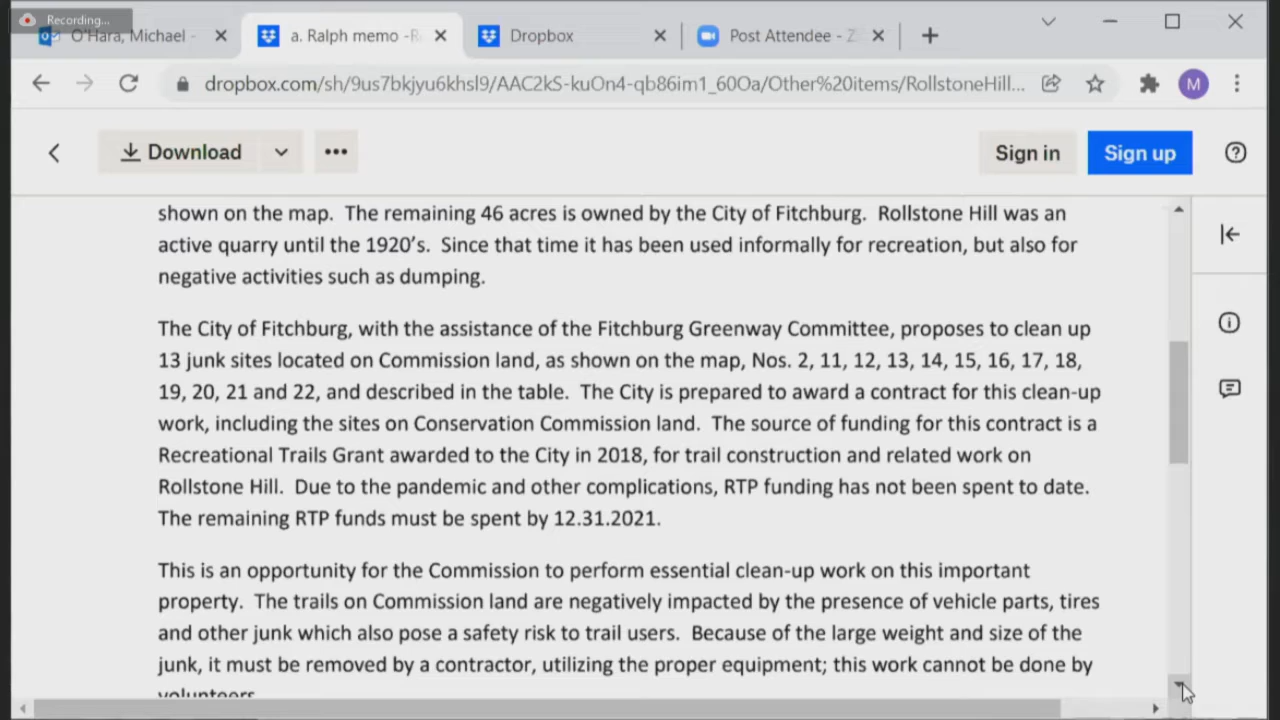 Recording...
O'Hara, Michael -
a. Ralph memo -R
Dropbox
Post Attendee - Z
dropbox.com/sh/9us7bkjyu6khsl9/AAC2kS-kuOn4-qb86im1_60Oa/Other%20items/RollstoneHill...
M
Download
Sign in
Sign up
shown on the map. The remaining 46 acres is owned by the City of Fitchburg. Rollstone Hill was an
active quarry until the 1920's. Since that time it has been used informally for recreation, but also for
negative activities such as dumping.
The City of Fitchburg, with the assistance of the Fitchburg Greenway Committee, proposes to clean up
13 junk sites located on Commission land, as shown on the map, Nos. 2, 11, 12, 13, 14, 15, 16, 17, 18,
19, 20, 21 and 22, and described in the table. The City is prepared to award a contract for this clean-up
work, including the sites on Conservation Commission land. The source of funding for this contract is a
Recreational Trails Grant awarded to the City in 2018, for trail construction and related work on
Rollstone Hill. Due to the pandemic and other complications, RTP funding has not been spent to date.
The remaining RTP funds must be spent by 12.31.2021.
This is an opportunity for the Commission to perform essential clean-up work on this important
property. The trails on Commission land are negatively impacted by the presence of vehicle parts, tires
and other junk which also pose a safety risk to trail users. Because of the large weight and size of the
junk, it must be removed by a contractor, utilizing the proper equipment; this work cannot be done by
volunteers.